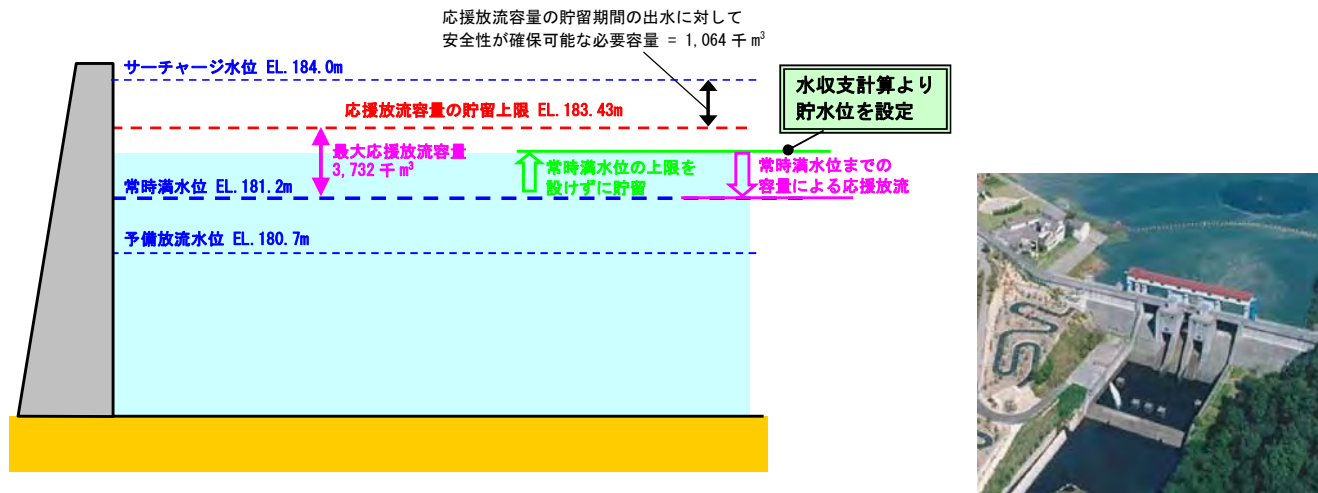 応援放流容量の貯留期間の出水に対して
安全性が確保可能な必要容量 = 1,064 千㎥
サーチャージ水位 EL.184.0m
水収支計算より
貯水位を設定
応援放流容量の貯留上限 EL.183.43m
最大応援放流容量
3,732 千㎥
常時満水位の上限を
設けずに貯留
常時満水位までの
容量による応援放流
常時満水位 EL.181.2m
予備放流水位 EL.180.7m